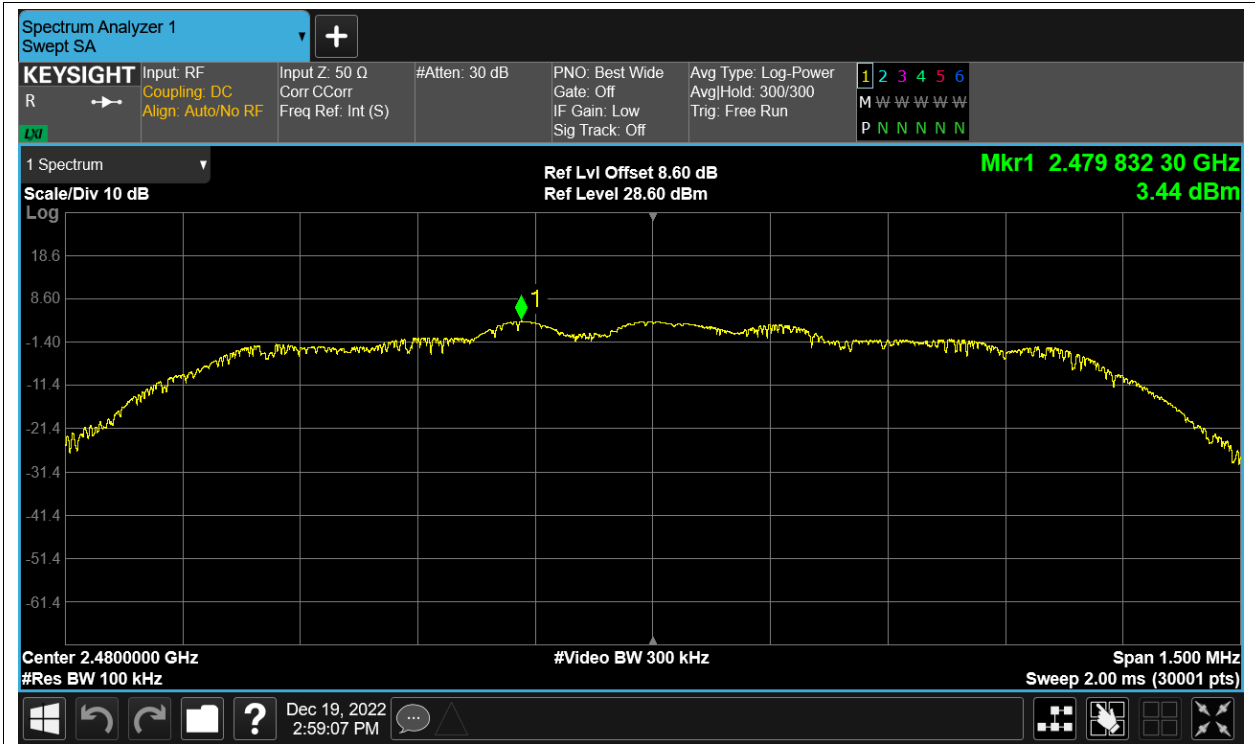 Spectrum Analyzer 1
Swept SA
KEYSIGHT
R
LXI
Input: RF
Coupling: DC
Align: Auto/No RF
Input Z: 50 Ω
Corr CCorr
Freq Ref: Int (S)
#Atten: 30 dB
PNO: Best Wide
Gate: Off
IF Gain: Low
Sig Track: Off
Avg Type: Log-Power
Avg|Hold: 300/300
Trig: Free Run
1 2 3 4 5 6
M W W W W W
P N N N N N
1 Spectrum
Scale/Div 10 dB
Log
Ref Lvl Offset 8.60 dB
Ref Level 28.60 dBm
Mkr1 2.479 832 30 GHz
3.44 dBm
18.6
8.60
1
-1.40
-11.4
-21.4
-31.4
-41.4
-51.4
-61.4
Center 2.4800000 GHz
#Video BW 300 kHz
Span 1.500 MHz
#Res BW 100 kHz
Sweep 2.00 ms (30001 pts)
?
Dec 19, 2022
2:59:07 PM